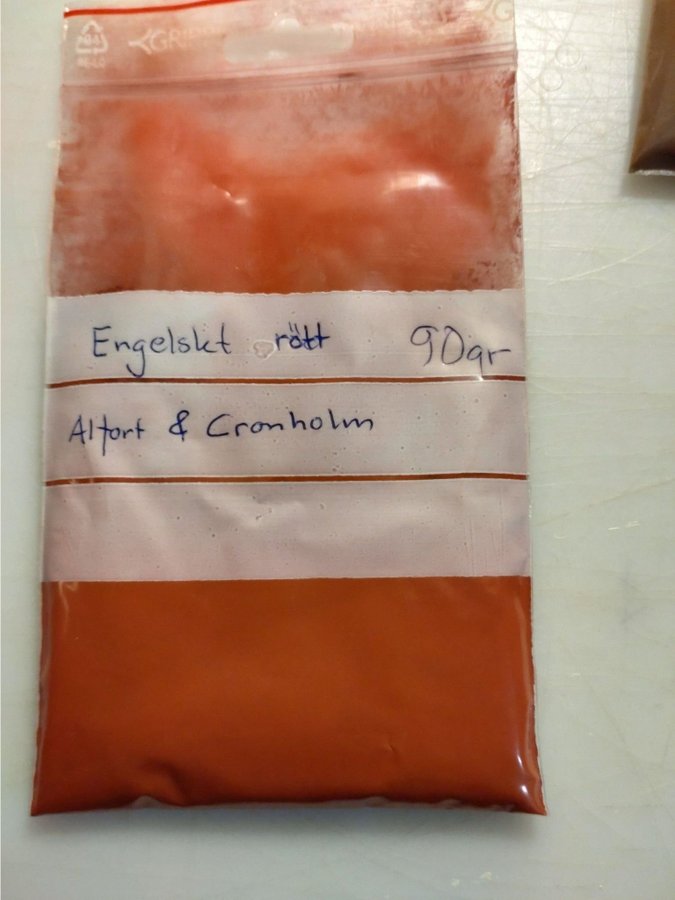 Engelskt rött 90gr
Alfort & Cronholm